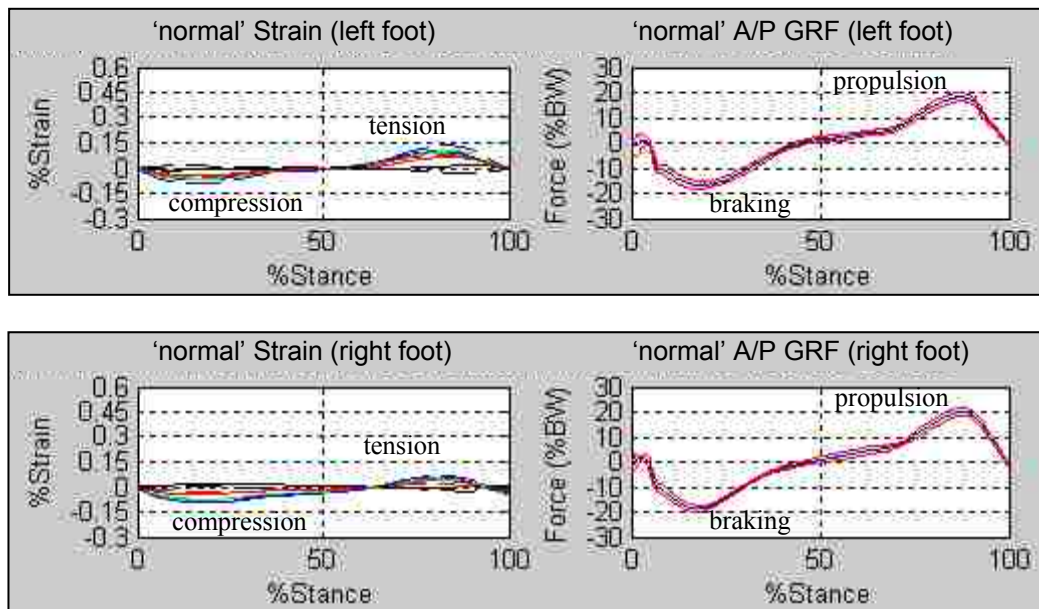 ‘normal’ Strain (left foot)
‘normal’ A/P GRF (left foot)
%Strain
0.6
0.45
0.3
0.15
0
-0.15
-0.3
tension
compression
0 50 100
%Stance
Force (%BW)
30
20
10
0
-10
-20
-30
propulsion
braking
0 50 100
%Stance
‘normal’ Strain (right foot)
‘normal’ A/P GRF (right foot)
%Strain
0.6
0.45
0.3
0.15
0
-0.15
-0.3
tension
compression
0 50 100
%Stance
Force (%BW)
30
20
10
0
-10
-20
-30
propulsion
braking
0 50 100
%Stance